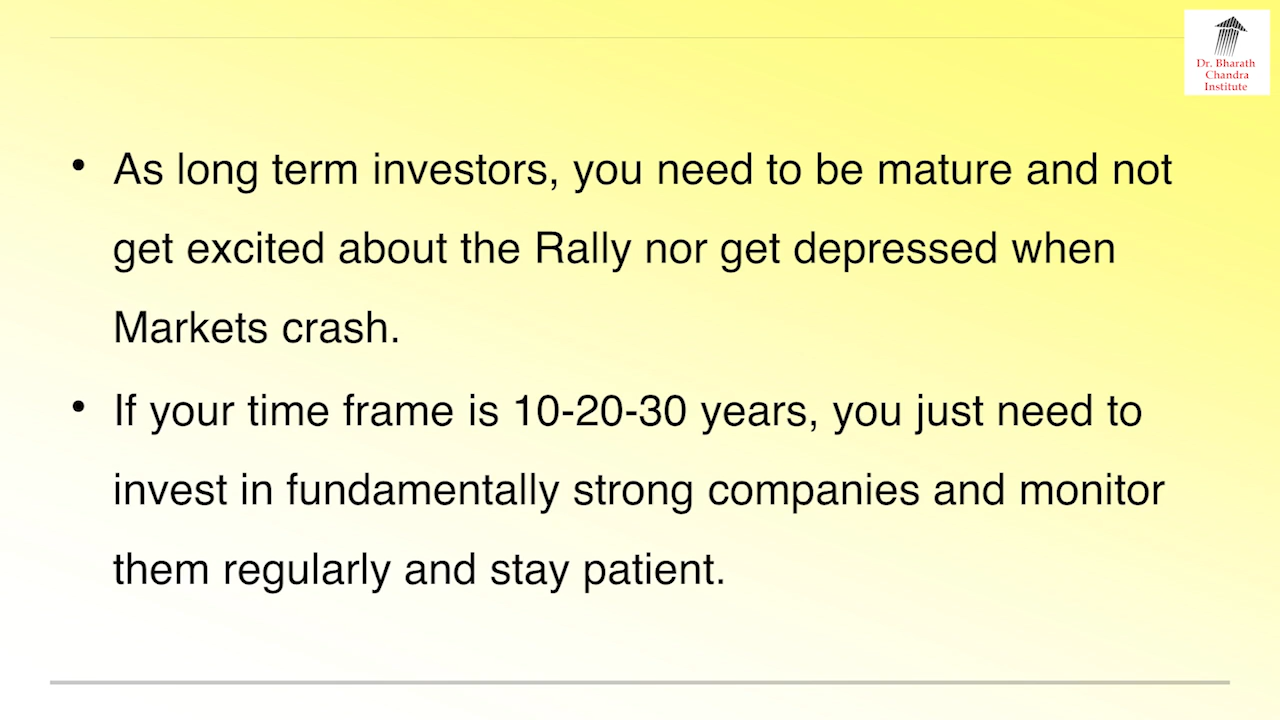 Dr. Bharath
Chandra
Institute
• As long term investors, you need to be mature and not
get excited about the Rally nor get depressed when
Markets crash.
• If your time frame is 10-20-30 years, you just need to
invest in fundamentally strong companies and monitor
them regularly and stay patient.